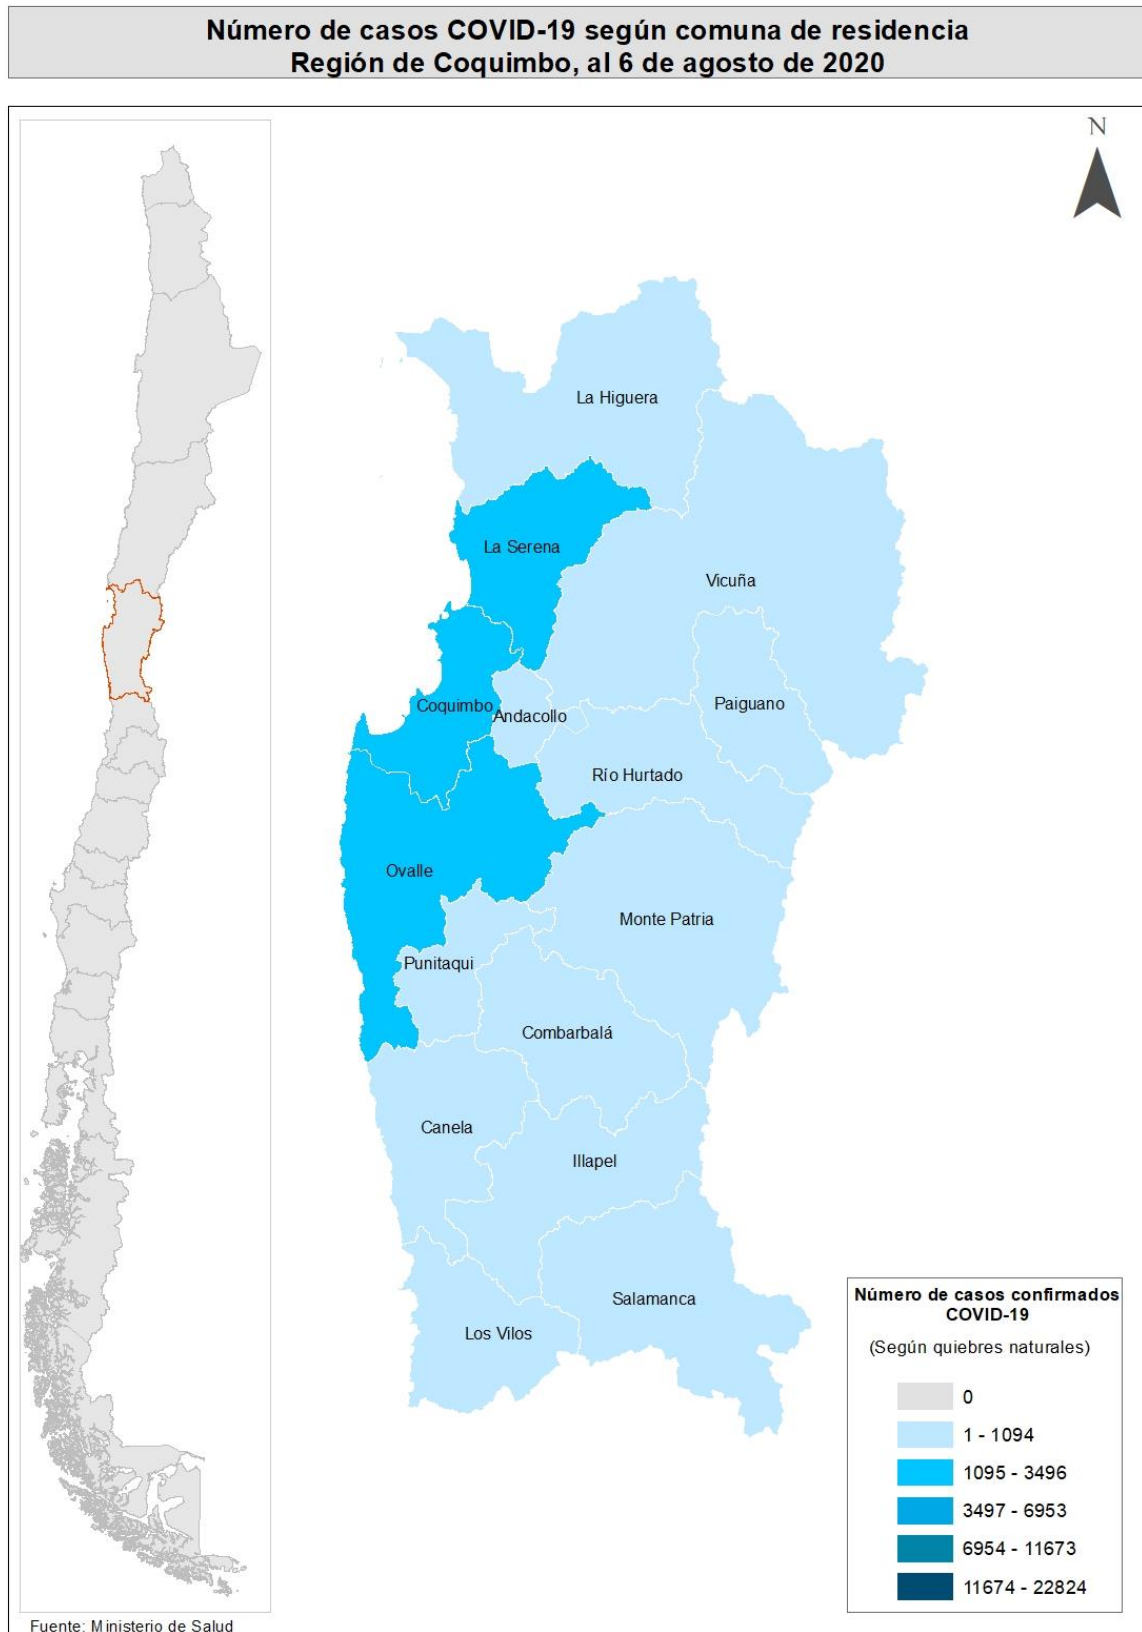 Número de casos COVID-19 según comuna de residencia
Región de Coquimbo, al 6 de agosto de 2020
N
La Higuera
La Serena
Vicuña
Paiguano
Coquimbo
Andacollo
Río Hurtado
Ovalle
Monte Patria
Punitaqui
Combarbalá
Canela
Illapel
Salamanca
Los Vilos
Número de casos confirmados
COVID-19
(Según quiebres naturales)
0
1 - 1094
1095 - 3496
3497 - 6953
6954 - 11673
11674 - 22824
Fuente: Ministerio de Salud